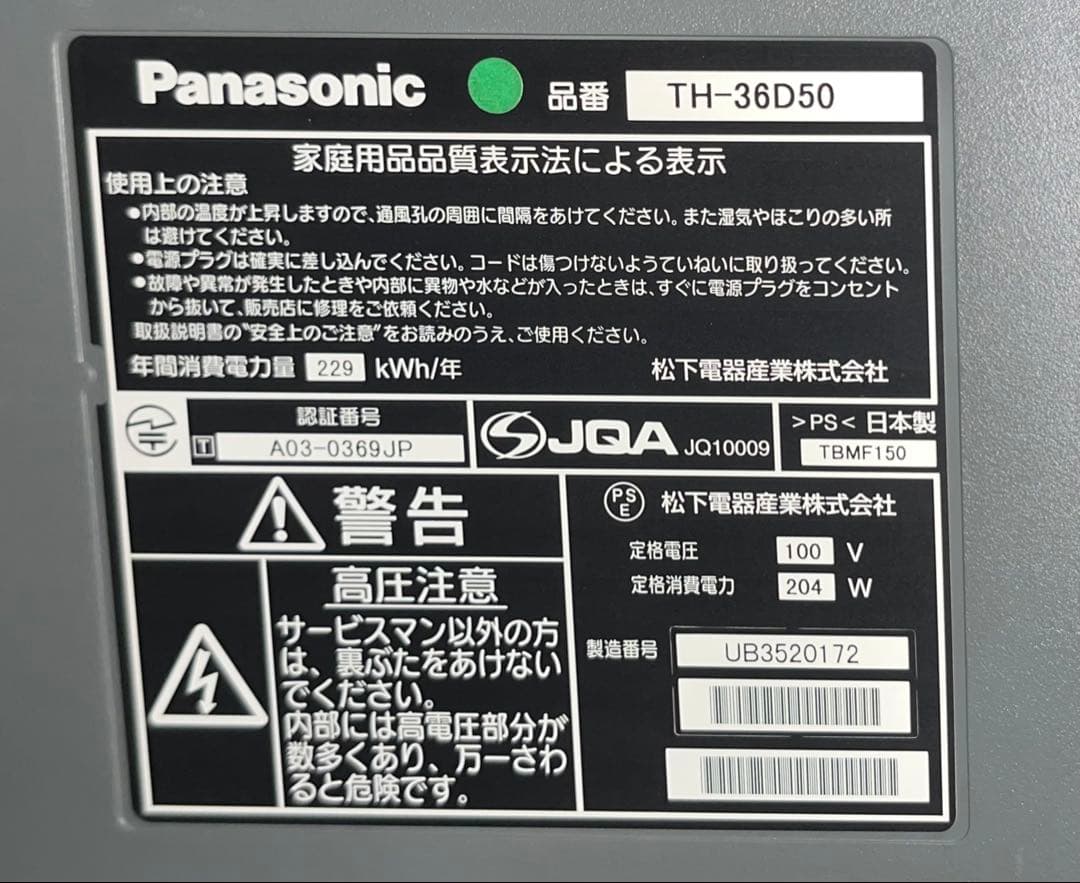 Panasonic 品番 TH-36D50
家庭用品品質表示法による表示
使用上の注意
●内部の温度が上昇しますので、通風孔の周囲に間隔をあけてください。また湿気やほこりの多い所
は避けてください。
●電源プラグは確実に差し込んでください。コードは傷つけないようていねいに取り扱ってください。
●故障や異常が発生したときや内部に異物や水などが入ったときは、すぐに電源プラグをコンセント
から抜いて、販売店に修理をご依頼ください。
取扱説明書の"安全上のご注意"をお読みのうえ、ご使用ください。
年間消費電力量 229 kWh/年 松下電器産業株式会社
認証番号
T A03-0369JP
JQA JQ10009
>PS< 日本製
TBMF150
警告
高圧注意
サービスマン以外の方
は、裏ぶたをあけない
でください。
内部には高電圧部分が
数多くあり、万一さわ
ると危険です。
PSE 松下電器産業株式会社
定格電圧 100 V
定格消費電力 204 W
製造番号 UB3520172